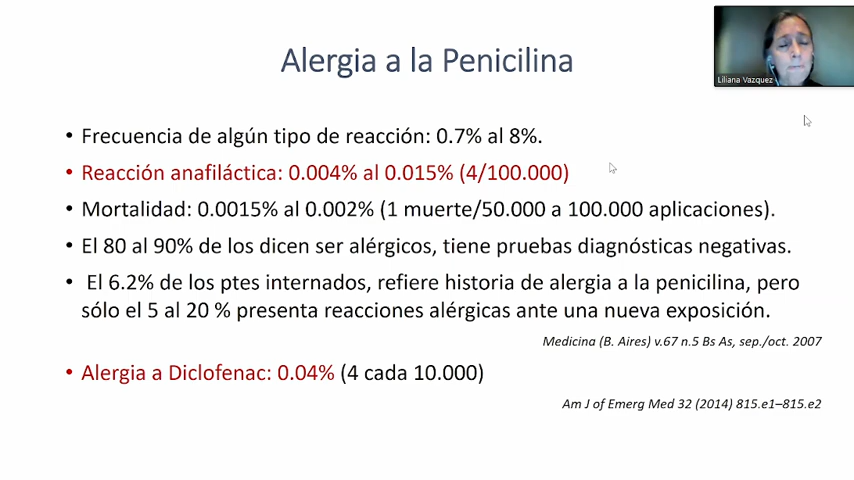 Alergia a la Penicilina
Liliana Vazquez
• Frecuencia de algún tipo de reacción: 0.7% al 8%.
• Reacción anafiláctica: 0.004% al 0.015% (4/100.000)
• Mortalidad: 0.0015% al 0.002% (1 muerte/50.000 a 100.000 aplicaciones).
• El 80 al 90% de los dicen ser alérgicos, tiene pruebas diagnósticas negativas.
• El 6.2% de los ptes internados, refiere historia de alergia a la penicilina, pero
sólo el 5 al 20 % presenta reacciones alérgicas ante una nueva exposición.
Medicina (B. Aires) v.67 n.5 Bs As, sep./oct. 2007
• Alergia a Diclofenac: 0.04% (4 cada 10.000)
Am J of Emerg Med 32 (2014) 815.e1–815.e2